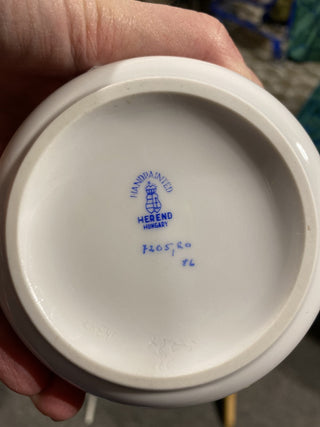 HANDPAINTED
HEREND
HUNGARY
7205, RO
86